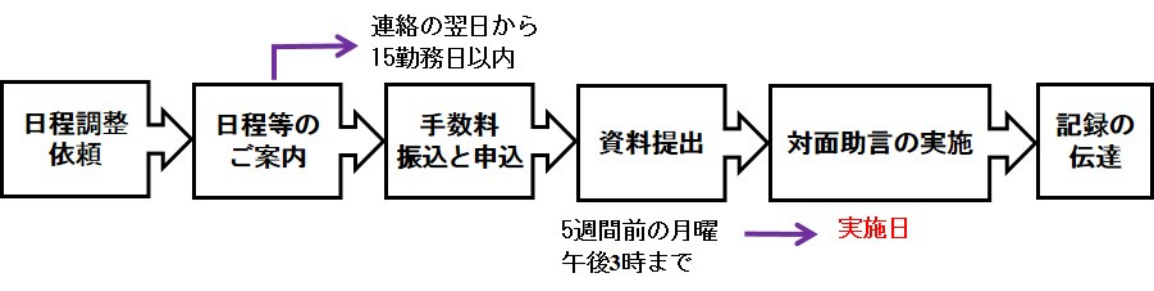 連絡の翌日から
15勤務日以内
日程調整
依頼
日程等の
ご案内
手数料
振込と申込
資料提出
対面助言の実施
記録の
伝達
5週間前の月曜
午後3時まで
実施日